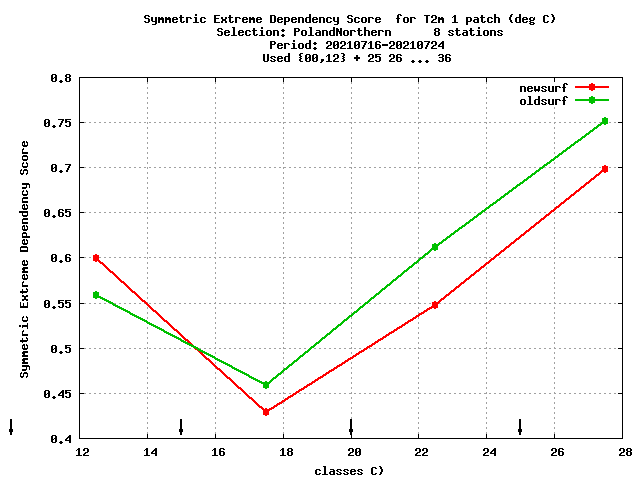 Symmetric Extreme Dependency Score  for T2m 1 patch (deg C)
Selection: PolandNorthern      8 stations
Period: 20210716-20210724
Used {00,12} + 25 26 ... 36
newsurf
oldsurf
Symmetric Extreme Dependency Score
0.8
0.75
0.7
0.65
0.6
0.55
0.5
0.45
0.4
12 14 16 18 20 22 24 26 28
classes C)